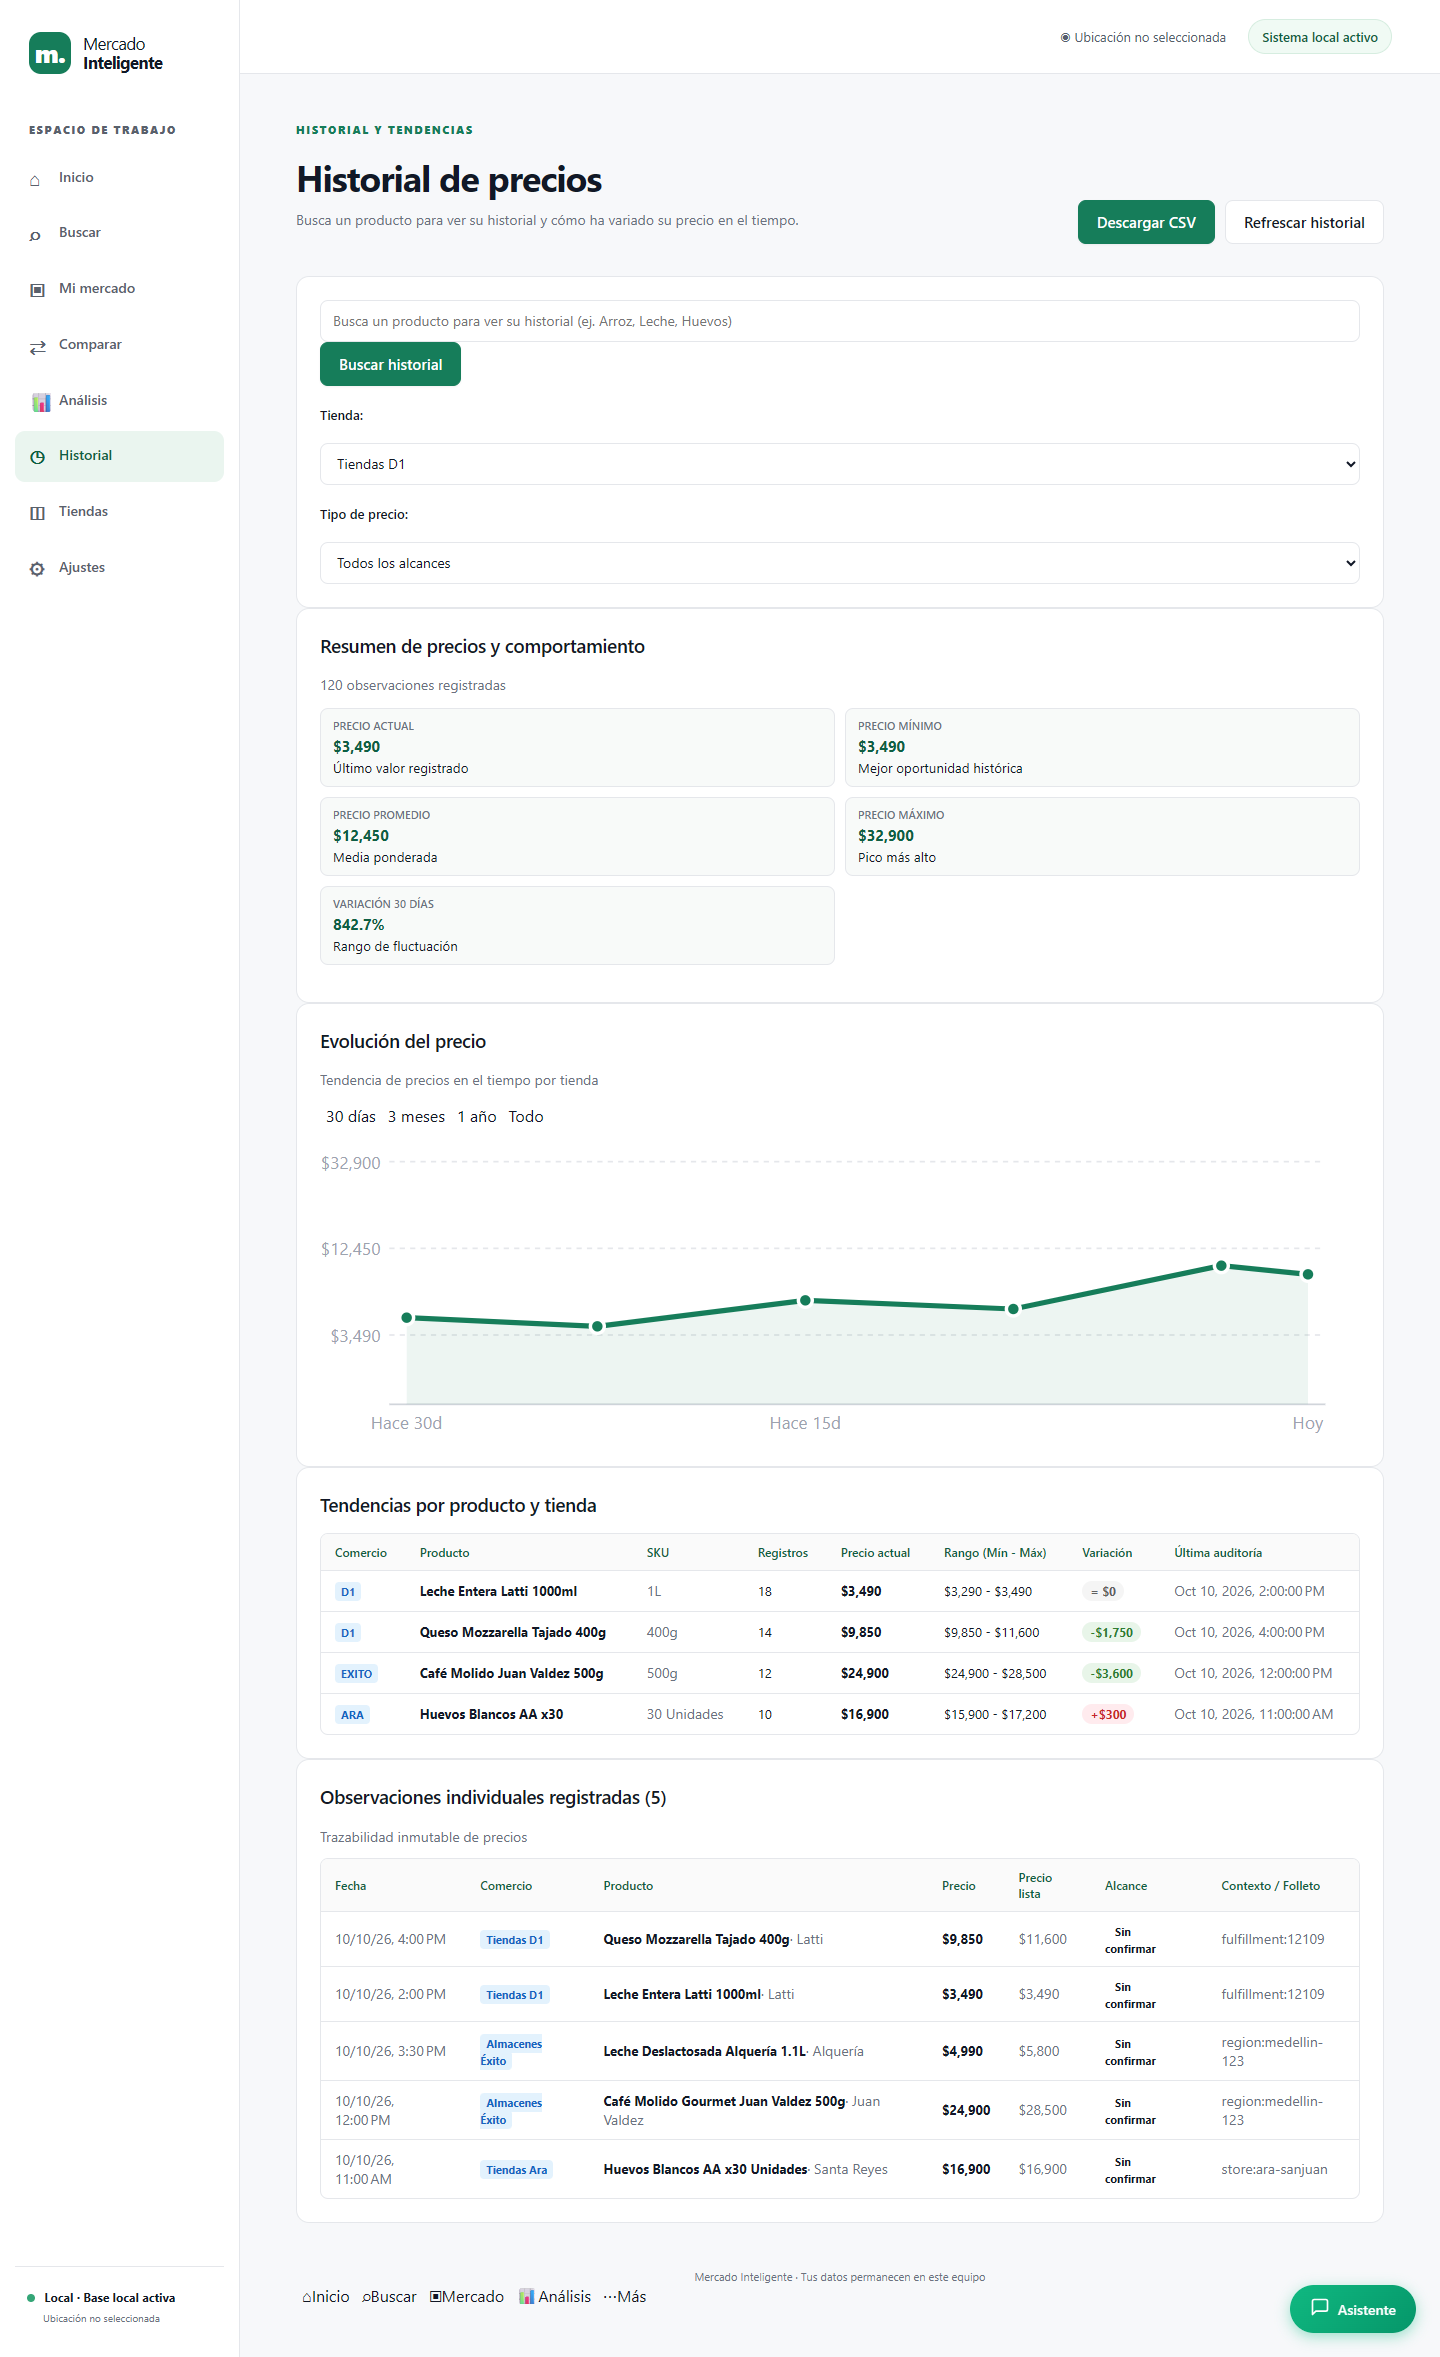 m.
Mercado
Inteligente
ESPACIO DE TRABAJO
Inicio
Buscar
Mi mercado
Comparar
Análisis
Historial
Tiendas
Ajustes
Local · Base local activa
Ubicación no seleccionada
Ubicación no seleccionada
Sistema local activo
HISTORIAL Y TENDENCIAS
Historial de precios
Busca un producto para ver su historial y cómo ha variado su precio en el tiempo.
Descargar CSV
Refrescar historial
Busca un producto para ver su historial (ej. Arroz, Leche, Huevos)
Buscar historial
Tienda:
Tiendas D1
Tipo de precio:
Todos los alcances
Resumen de precios y comportamiento
120 observaciones registradas
PRECIO ACTUAL
$3,490
Último valor registrado
PRECIO MÍNIMO
$3,490
Mejor oportunidad histórica
PRECIO PROMEDIO
$12,450
Media ponderada
PRECIO MÁXIMO
$32,900
Pico más alto
VARIACIÓN 30 DÍAS
842.7%
Rango de fluctuación
Evolución del precio
Tendencia de precios en el tiempo por tienda
30 días 3 meses 1 año Todo
$32,900
$12,450
$3,490
Hace 30d Hace 15d Hoy
Tendencias por producto y tienda
Comercio Producto SKU Registros Precio actual Rango (Mín - Máx) Variación Última auditoría
D1 Leche Entera Latti 1000ml 1L 18 $3,490 $3,290 - $3,490 = $0 Oct 10, 2026, 2:00:00 PM
D1 Queso Mozzarella Tajado 400g 400g 14 $9,850 $9,850 - $11,600 -$1,750 Oct 10, 2026, 4:00:00 PM
EXITO Café Molido Juan Valdez 500g 500g 12 $24,900 $24,900 - $28,500 -$3,600 Oct 10, 2026, 12:00:00 PM
ARA Huevos Blancos AA x30 30 Unidades 10 $16,900 $15,900 - $17,200 +$300 Oct 10, 2026, 11:00:00 AM
Observaciones individuales registradas (5)
Trazabilidad inmutable de precios
Fecha Comercio Producto Precio Precio lista Alcance Contexto / Folleto
10/10/26, 4:00 PM Tiendas D1 Queso Mozzarella Tajado 400g· Latti $9,850 $11,600 Sin confirmar fulfillment:12109
10/10/26, 2:00 PM Tiendas D1 Leche Entera Latti 1000ml· Latti $3,490 $3,490 Sin confirmar fulfillment:12109
10/10/26, 3:30 PM Almacenes Éxito Leche Deslactosada Alquería 1.1L· Alquería $4,990 $5,800 Sin confirmar region:medellin-123
10/10/26, 12:00 PM Almacenes Éxito Café Molido Gourmet Juan Valdez 500g· Juan Valdez $24,900 $28,500 Sin confirmar region:medellin-123
10/10/26, 11:00 AM Tiendas Ara Huevos Blancos AA x30 Unidades· Santa Reyes $16,900 $16,900 Sin confirmar store:ara-sanjuan
Mercado Inteligente · Tus datos permanecen en este equipo
Inicio Buscar Mercado Análisis ···Más
Asistente